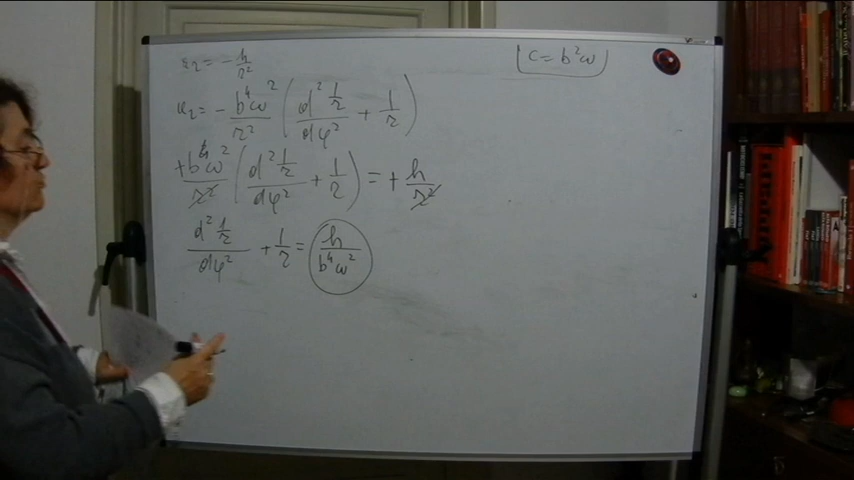 a_r = - h/r²
C = b²ω
a_r = - b⁴ω²/r² ( d² 1/r / dφ² + 1/r )
+ b⁴ω²/r² ( d² 1/r / dφ² + 1/r ) = + h/r²
d² 1/r / dφ² + 1/r = h/b⁴ω²